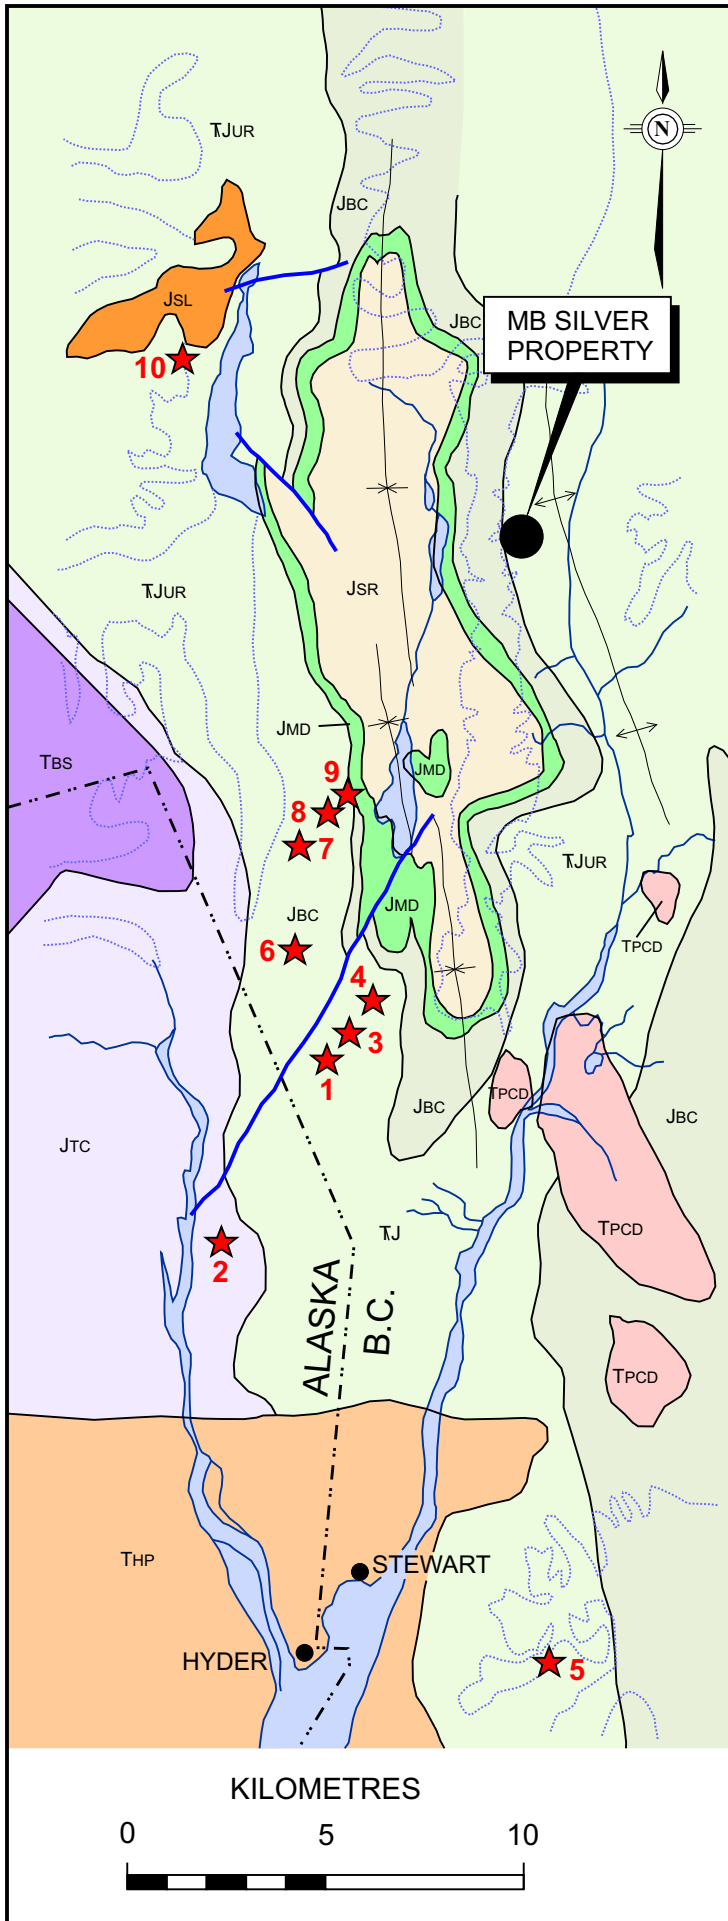 TJUR
N
JBC
JSL
JBC
MB SILVER
PROPERTY
10
JSR
TJUR
JMD
TBS
JMD
9
8
7
TJUR
JMD
JBC
6
TPCD
4
3
1
TPCD
JBC
JBC
JTC
TPCD
TJ
2
ALASKA
B.C.
TPCD
THP
STEWART
HYDER
5
KILOMETRES
0 5 10